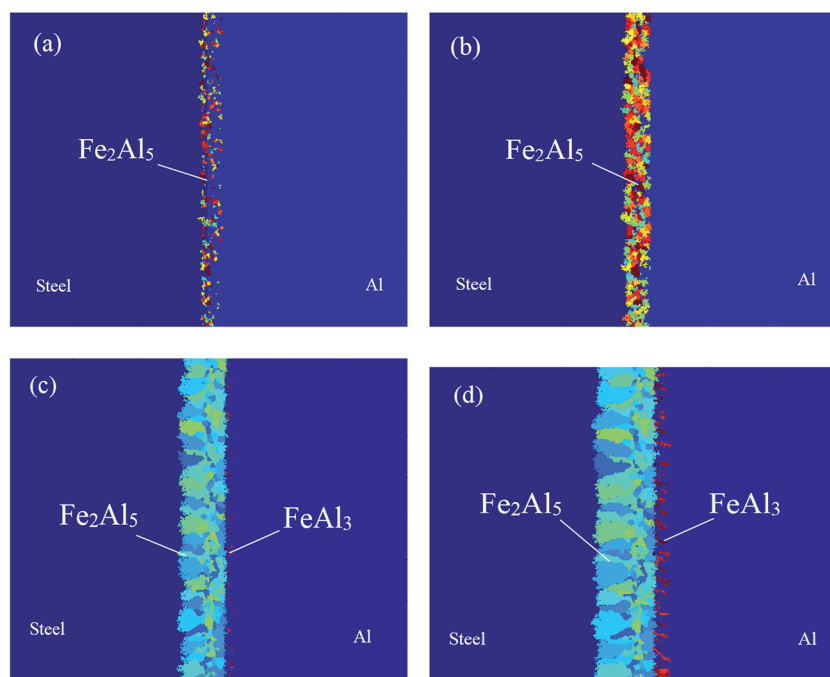 (a)
Fe₂Al₅
Steel
Al
(b)
Fe₂Al₅
Steel
Al
(c)
Fe₂Al₅
FeAl₃
Steel
Al
(d)
Fe₂Al₅
FeAl₃
Steel
Al